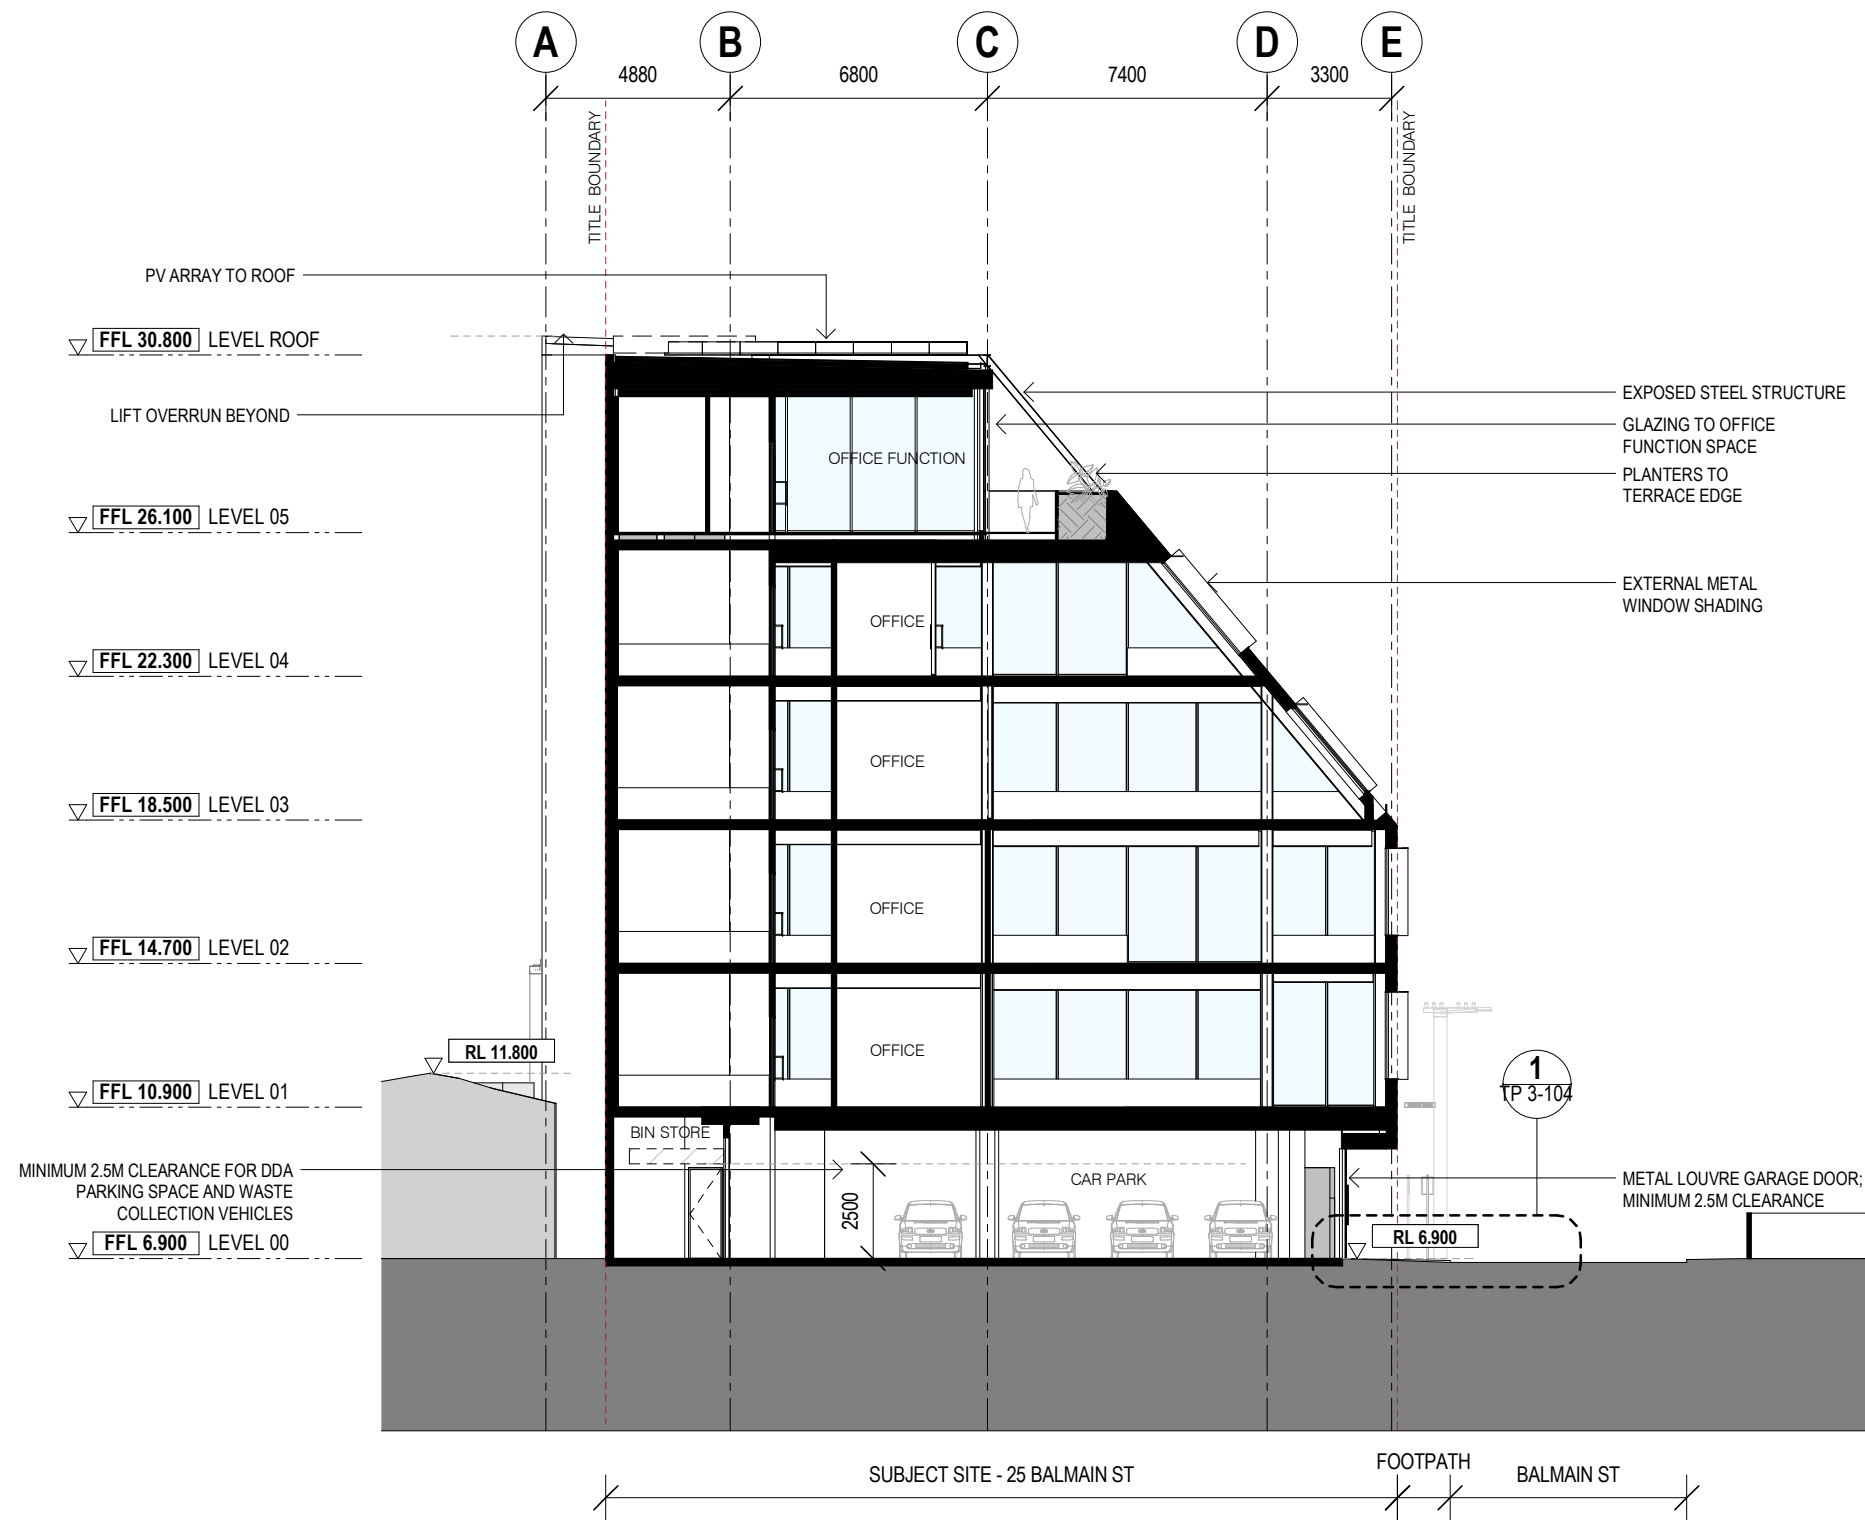 A B C D E
4880 6800 7400 3300
TITLE BOUNDARY
TITLE BOUNDARY
PV ARRAY TO ROOF
FFL 30.800 LEVEL ROOF
LIFT OVERRUN BEYOND
EXPOSED STEEL STRUCTURE
GLAZING TO OFFICE
FUNCTION SPACE
OFFICE FUNCTION
PLANTERS TO
TERRACE EDGE
FFL 26.100 LEVEL 05
EXTERNAL METAL
WINDOW SHADING
OFFICE
FFL 22.300 LEVEL 04
OFFICE
FFL 18.500 LEVEL 03
OFFICE
FFL 14.700 LEVEL 02
OFFICE
RL 11.800
1
TP 3-104
FFL 10.900 LEVEL 01
BIN STORE
MINIMUM 2.5M CLEARANCE FOR DDA
PARKING SPACE AND WASTE
COLLECTION VEHICLES
CAR PARK
2500
METAL LOUVRE GARAGE DOOR;
MINIMUM 2.5M CLEARANCE
FFL 6.900 LEVEL 00
RL 6.900
SUBJECT SITE - 25 BALMAIN ST
FOOTPATH
BALMAIN ST